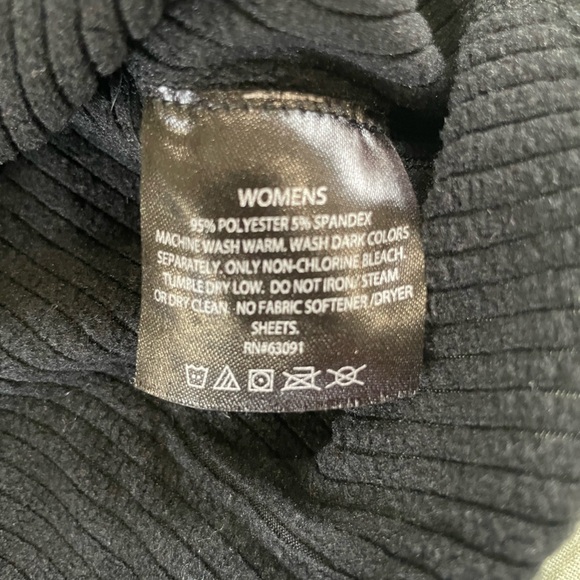 WOMENS
95% POLYESTER 5% SPANDEX
MACHINE WASH WARM. WASH DARK COLORS
SEPARATELY. ONLY NON-CHLORINE BLEACH.
TUMBLE DRY LOW. DO NOT IRON/ STEAM
OR DRY CLEAN. NO FABRIC SOFTENER /DRYER
SHEETS.
RN#63091